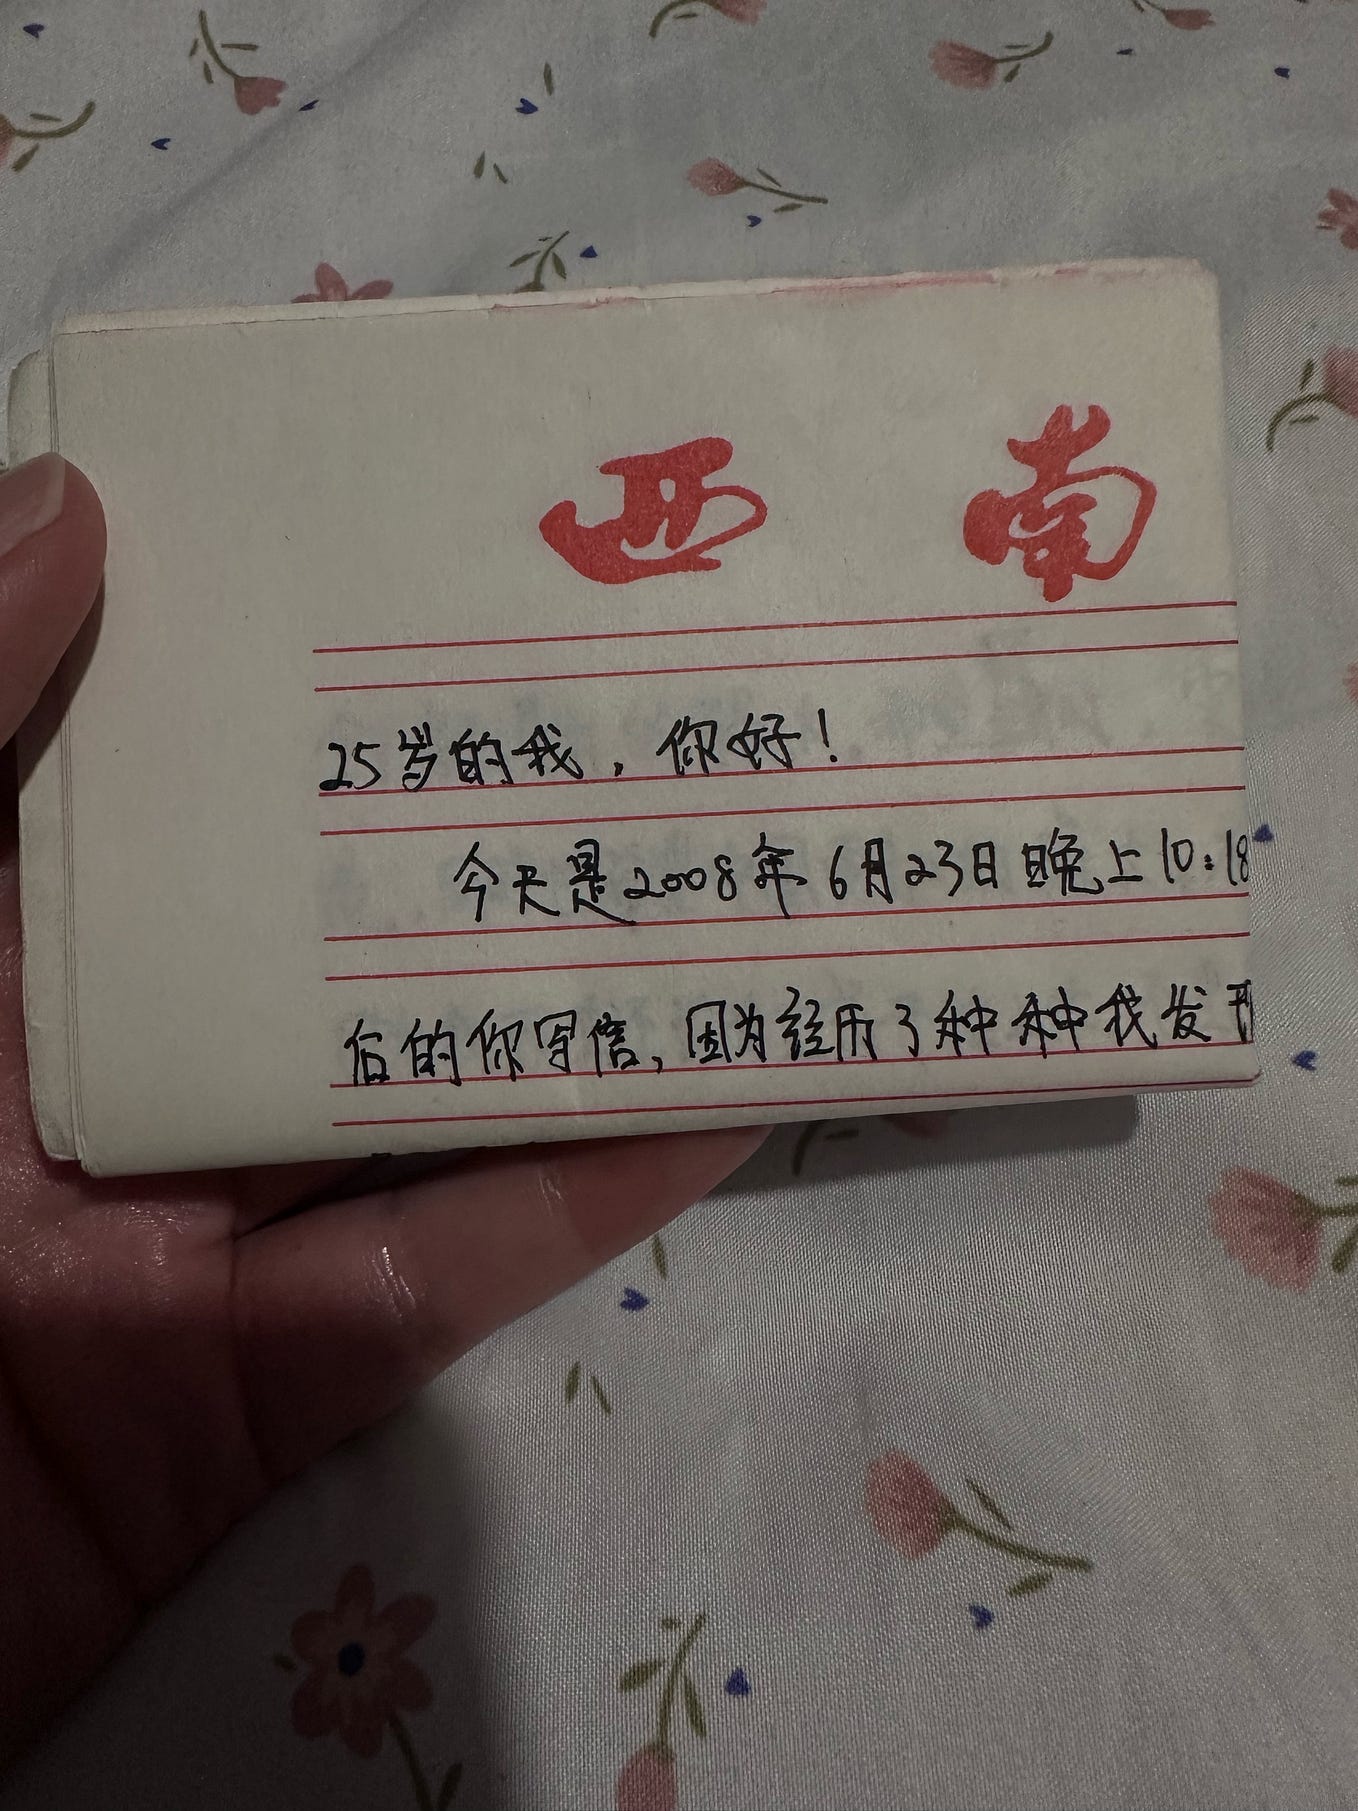 西南
25岁的我，你好！
今天是2008年6月23日晚上10:18
后的你写信，因为经历了种种我发